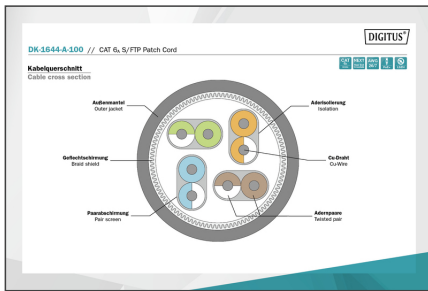 DIGITUS®
DK-1644-A-100 // CAT 6A S/FTP Patch Cord
Kabelquerschnitt
Cable cross section
Außenmantel
Outer jacket
Aderisolierung
Isolation
Geflechtschirmung
Braid shield
Cu-Draht
Cu-Wire
Paarabschirmung
Pair screen
Adernpaare
Twisted pair